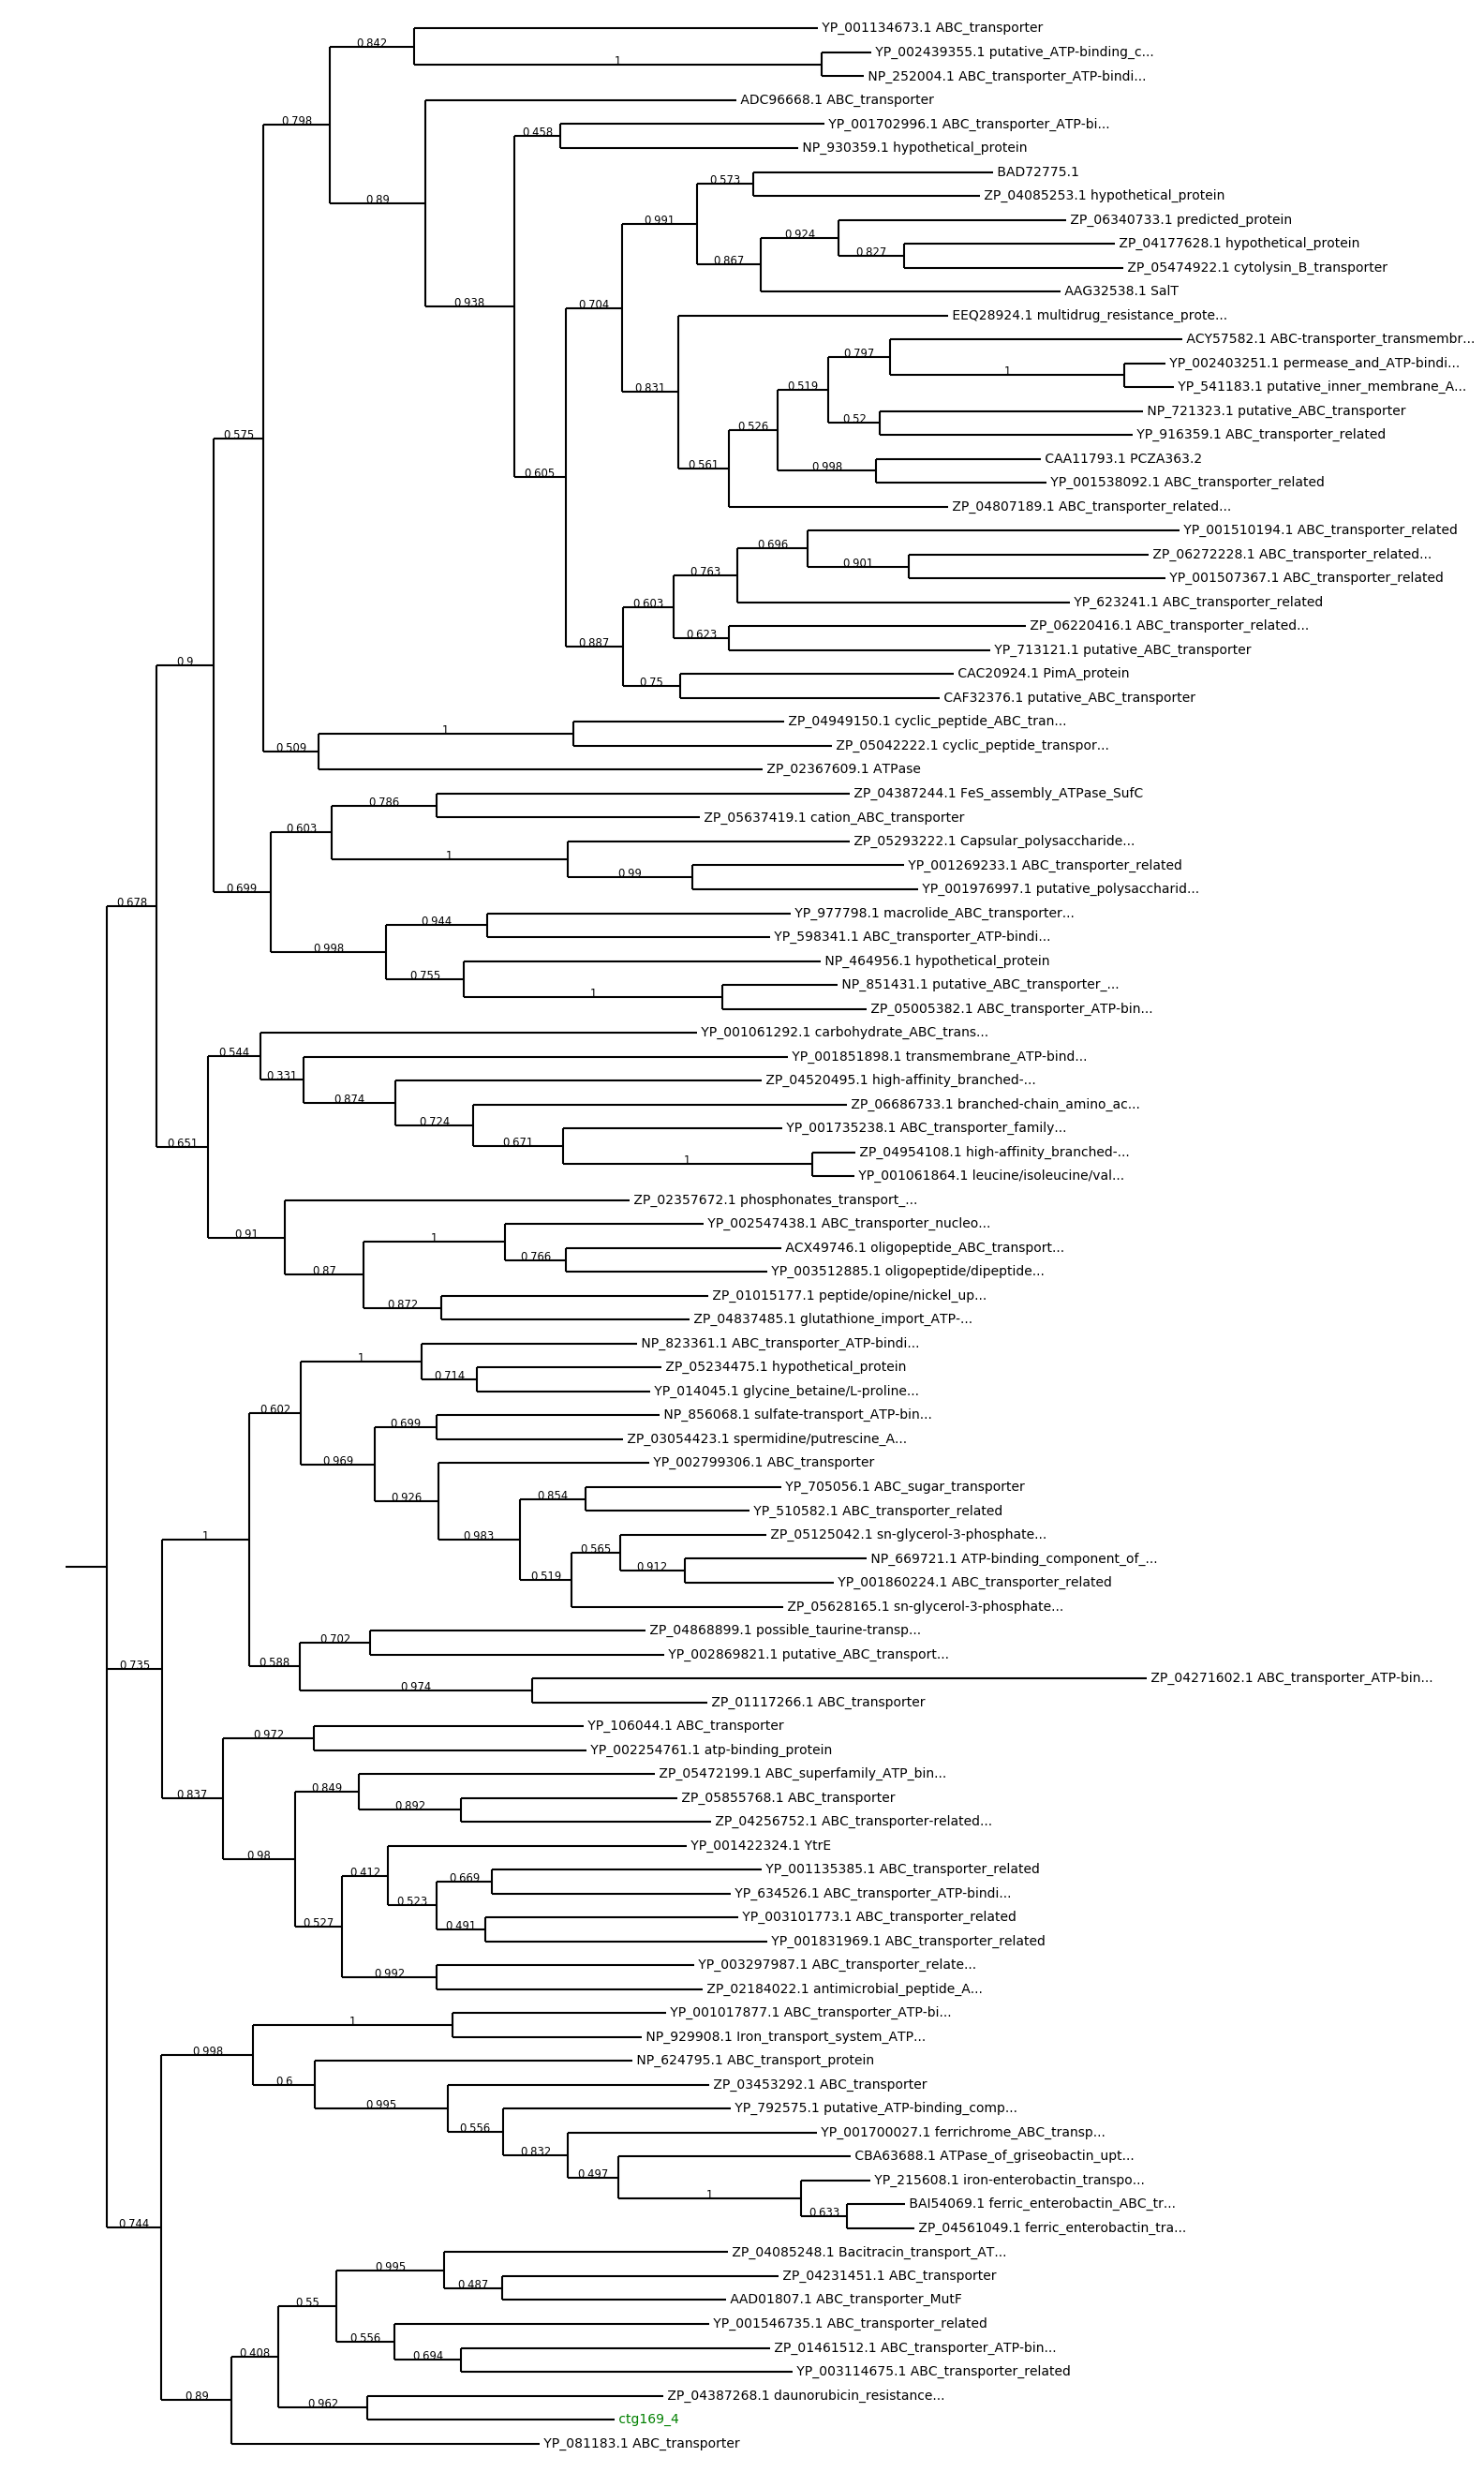 YP_001134673.1 ABC_transporter
0.842
YP_002439355.1 putative_ATP-binding_c...
1
NP_252004.1 ABC_transporter_ATP-bindi...
ADC96668.1 ABC_transporter
0.798
YP_001702996.1 ABC_transporter_ATP-bi...
0.458
NP_930359.1 hypothetical_protein
BAD72775.1
0.573
ZP_04085253.1 hypothetical_protein
0.89
0.991
ZP_06340733.1 predicted_protein
0.924
ZP_04177628.1 hypothetical_protein
0.827
0.867
ZP_05474922.1 cytolysin_B_transporter
AAG32538.1 SalT
0.938
0.704
EEQ28924.1 multidrug_resistance_prote...
ACY57582.1 ABC-transporter_transmembr...
0.797
YP_002403251.1 permease_and_ATP-bindi...
1
YP_541183.1 putative_inner_membrane_A...
0.519
0.831
NP_721323.1 putative_ABC_transporter
0.52
0.526
YP_916359.1 ABC_transporter_related
0.575
CAA11793.1 PCZA363.2
0.561
0.998
YP_001538092.1 ABC_transporter_related
0.605
ZP_04807189.1 ABC_transporter_related...
YP_001510194.1 ABC_transporter_related
0.696
ZP_06272228.1 ABC_transporter_related...
0.901
0.763
YP_001507367.1 ABC_transporter_related
YP_623241.1 ABC_transporter_related
0.603
ZP_06220416.1 ABC_transporter_related...
0.623
0.887
YP_713121.1 putative_ABC_transporter
0.9
CAC20924.1 PimA_protein
0.75
CAF32376.1 putative_ABC_transporter
ZP_04949150.1 cyclic_peptide_ABC_tran...
1
ZP_05042222.1 cyclic_peptide_transpor...
0.509
ZP_02367609.1 ATPase
ZP_04387244.1 FeS_assembly_ATPase_SufC
0.786
ZP_05637419.1 cation_ABC_transporter
0.603
ZP_05293222.1 Capsular_polysaccharide...
1
YP_001269233.1 ABC_transporter_related
0.99
0.699
YP_001976997.1 putative_polysaccharid...
0.678
YP_977798.1 macrolide_ABC_transporter...
0.944
YP_598341.1 ABC_transporter_ATP-bindi...
0.998
NP_464956.1 hypothetical_protein
0.755
NP_851431.1 putative_ABC_transporter_...
1
ZP_05005382.1 ABC_transporter_ATP-bin...
YP_001061292.1 carbohydrate_ABC_trans...
0.544
YP_001851898.1 transmembrane_ATP-bind...
0.331
ZP_04520495.1 high-affinity_branched-...
0.874
ZP_06686733.1 branched-chain_amino_ac...
0.724
YP_001735238.1 ABC_transporter_family...
0.651
0.671
ZP_04954108.1 high-affinity_branched-...
1
YP_001061864.1 leucine/isoleucine/val...
ZP_02357672.1 phosphonates_transport_...
YP_002547438.1 ABC_transporter_nucleo...
0.91
1
ACX49746.1 oligopeptide_ABC_transport...
0.766
0.87
YP_003512885.1 oligopeptide/dipeptide...
ZP_01015177.1 peptide/opine/nickel_up...
0.872
ZP_04837485.1 glutathione_import_ATP-...
NP_823361.1 ABC_transporter_ATP-bindi...
1
ZP_05234475.1 hypothetical_protein
0.714
YP_014045.1 glycine_betaine/L-proline...
0.602
NP_856068.1 sulfate-transport_ATP-bin...
0.699
ZP_03054423.1 spermidine/putrescine_A...
0.969
YP_002799306.1 ABC_transporter
YP_705056.1 ABC_sugar_transporter
0.926
0.854
YP_510582.1 ABC_transporter_related
1
0.983
ZP_05125042.1 sn-glycerol-3-phosphate...
0.565
NP_669721.1 ATP-binding_component_of_...
0.912
0.519
YP_001860224.1 ABC_transporter_related
ZP_05628165.1 sn-glycerol-3-phosphate...
ZP_04868899.1 possible_taurine-transp...
0.702
YP_002869821.1 putative_ABC_transport...
0.735
0.588
ZP_04271602.1 ABC_transporter_ATP-bin...
0.974
ZP_01117266.1 ABC_transporter
YP_106044.1 ABC_transporter
0.972
YP_002254761.1 atp-binding_protein
ZP_05472199.1 ABC_superfamily_ATP_bin...
0.849
0.837
ZP_05855768.1 ABC_transporter
0.892
ZP_04256752.1 ABC_transporter-related...
YP_001422324.1 YtrE
0.98
0.412
YP_001135385.1 ABC_transporter_related
0.669
YP_634526.1 ABC_transporter_ATP-bindi...
0.523
YP_003101773.1 ABC_transporter_related
0.527
0.491
YP_001831969.1 ABC_transporter_related
YP_003297987.1 ABC_transporter_relate...
0.992
ZP_02184022.1 antimicrobial_peptide_A...
YP_001017877.1 ABC_transporter_ATP-bi...
1
NP_929908.1 Iron_transport_system_ATP...
0.998
NP_624795.1 ABC_transport_protein
0.6
ZP_03453292.1 ABC_transporter
0.995
YP_792575.1 putative_ATP-binding_comp...
0.556
YP_001700027.1 ferrichrome_ABC_transp...
0.832
CBA63688.1 ATPase_of_griseobactin_upt...
0.497
YP_215608.1 iron-enterobactin_transpo...
1
BAI54069.1 ferric_enterobactin_ABC_tr...
0.633
0.744
ZP_04561049.1 ferric_enterobactin_tra...
ZP_04085248.1 Bacitracin_transport_AT...
0.995
ZP_04231451.1 ABC_transporter
0.487
AAD01807.1 ABC_transporter_MutF
0.55
YP_001546735.1 ABC_transporter_related
0.556
ZP_01461512.1 ABC_transporter_ATP-bin...
0.408
0.694
YP_003114675.1 ABC_transporter_related
0.89
ZP_04387268.1 daunorubicin_resistance...
0.962
ctg169_4
YP_081183.1 ABC_transporter